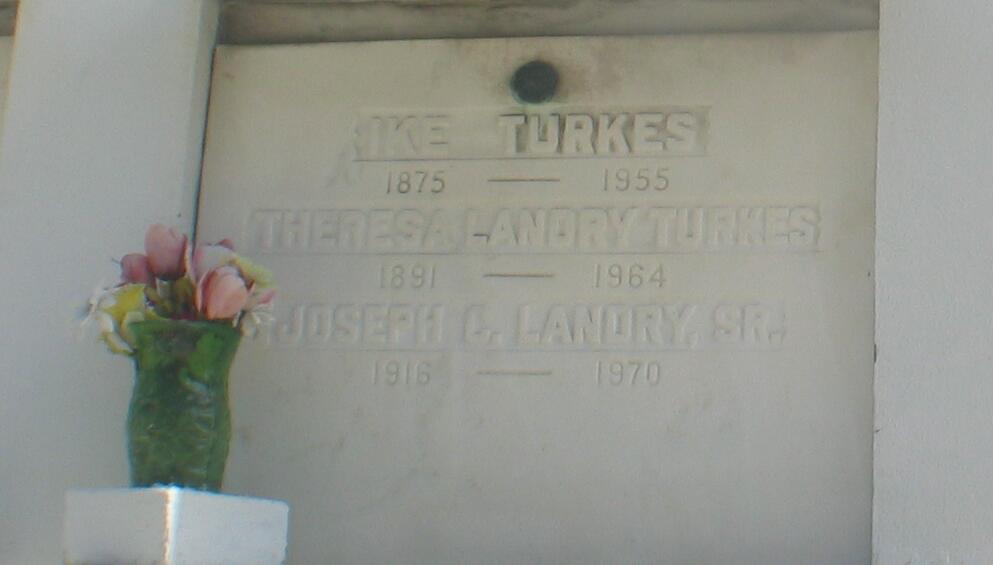 IKE TURKES
1875 — 1955
THERESA LANDRY TURKES
1891 — 1964
JOSEPH C. LANDRY, SR.
1916 — 1970